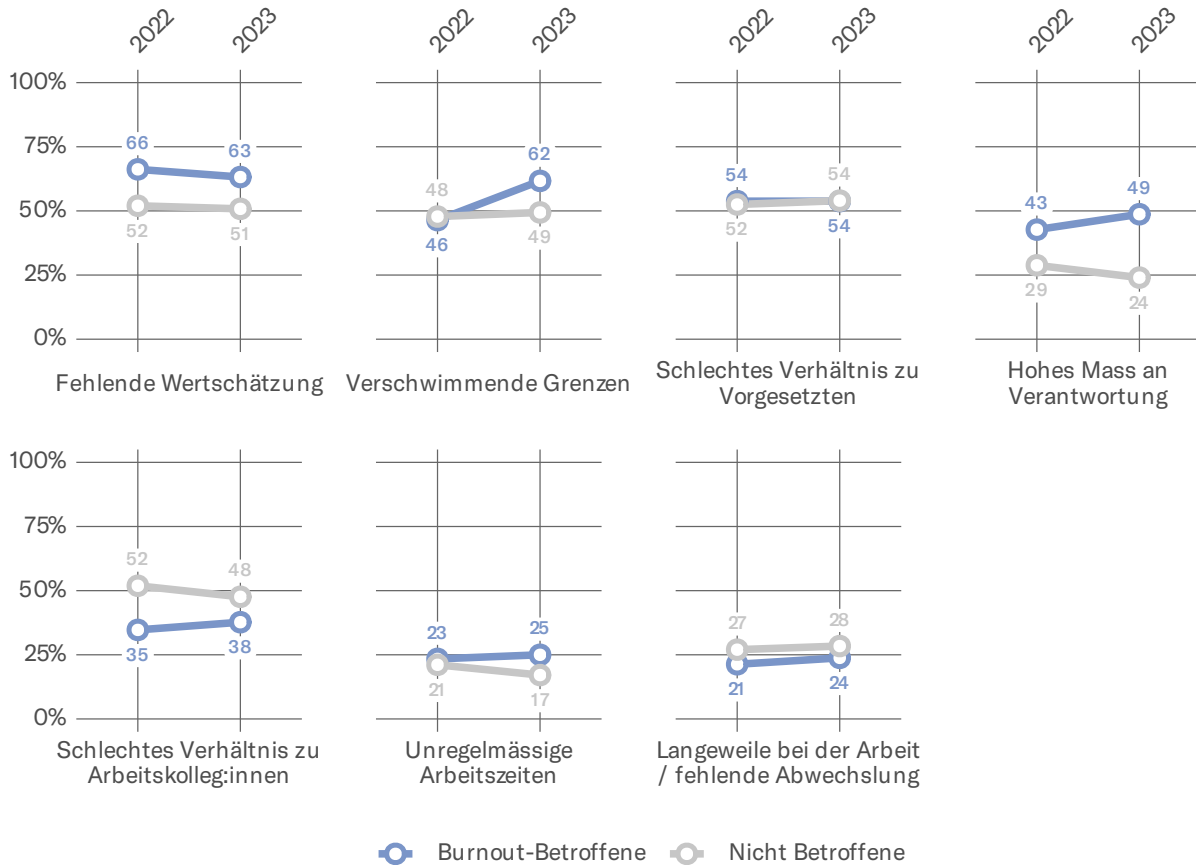 2022 2023 2022 2023 2022 2023 2022 2023
100%
75%
50%
25%
0%
66 63
52 51
48 62
46 49
54 54
52 54
43 49
29 24
Fehlende Wertschätzung
Verschwimmende Grenzen
Schlechtes Verhältnis zu
Vorgesetzten
Hohes Mass an
Verantwortung
100%
75%
50%
25%
0%
52 48
35 38
23 25
21 17
27 28
21 24
Schlechtes Verhältnis zu
Arbeitskolleg:innen
Unregelmässige
Arbeitszeiten
Langeweile bei der Arbeit
/ fehlende Abwechslung
Burnout-Betroffene Nicht Betroffene